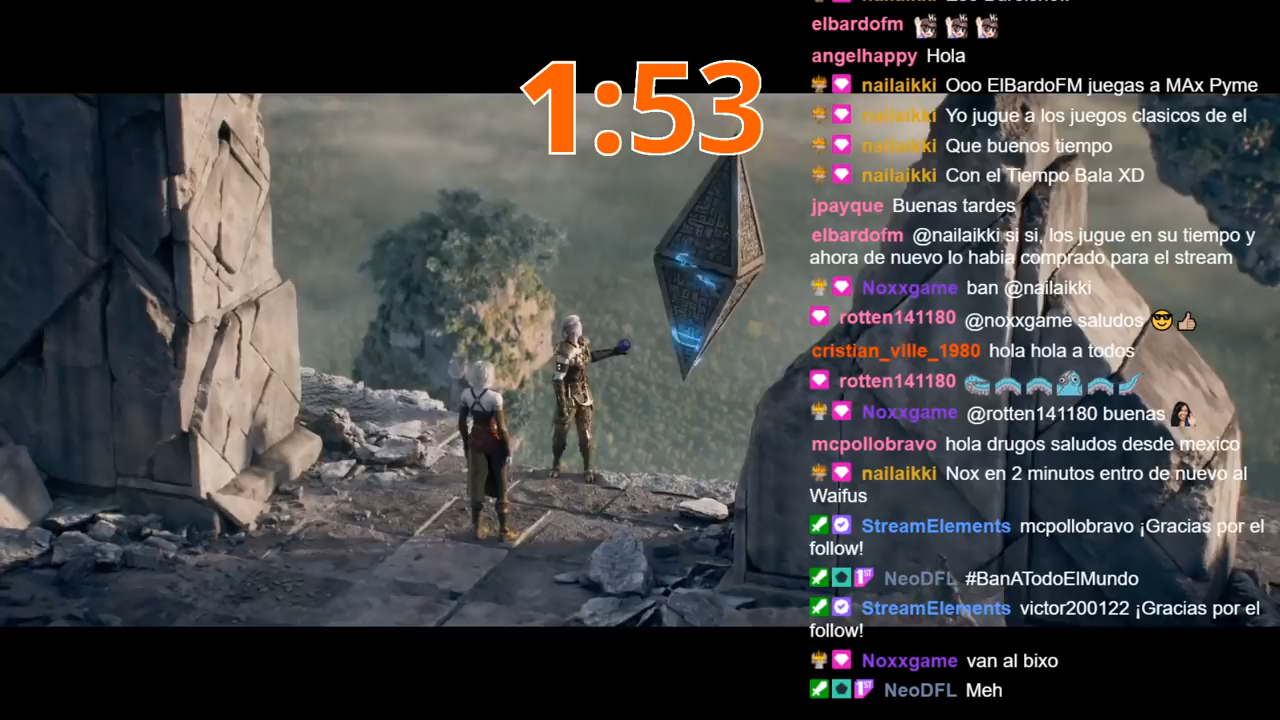 elbardofm
1:53
angelhappy Hola
nailaikki Ooo ElBardoFM juegas a MAx Pyme
nailaikki Yo jugue a los juegos clasicos de el
nailaikki Que buenos tiempo
nailaikki Con el Tiempo Bala XD
jpayque Buenas tardes
elbardofm @nailaikki si si, los jugue en su tiempo y
ahora de nuevo lo habia comprado para el stream
Noxxgame ban @nailaikki
rotten141180 @noxxgame saludos
cristian_ville_1980 hola hola a todos
rotten141180
Noxxgame @rotten141180 buenas
mcpollobravo hola drugos saludos desde mexico
nailaikki Nox en 2 minutos entro de nuevo al
Waifus
StreamElements mcpollobravo ¡Gracias por el
follow!
1ST NeoDFL #BanATodoElMundo
StreamElements victor200122 ¡Gracias por el
follow!
Noxxgame van al bixo
1ST NeoDFL Meh